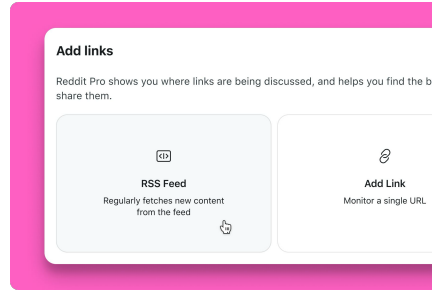 Add links
Reddit Pro shows you where links are being discussed, and helps you find the
share them.
RSS Feed
Regularly fetches new content
from the feed
Add Link
Monitor a single URL